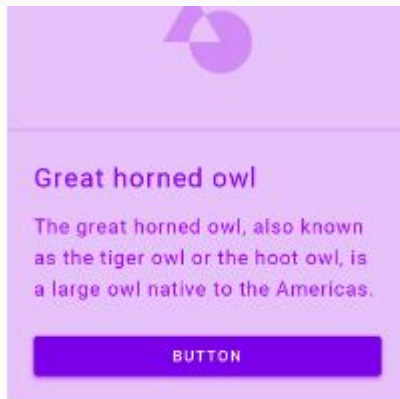 Great horned owl
The great horned owl, also known
as the tiger owl or the hoot owl, is
a large owl native to the Americas.
BUTTON